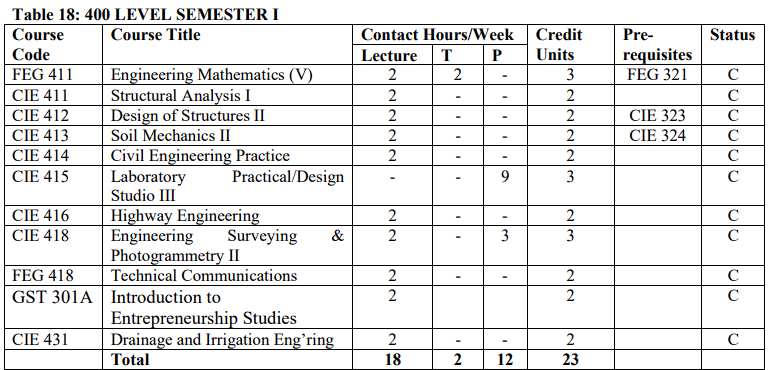 Table 18: 400 LEVEL SEMESTER I
Course Code Course Title Contact Hours/Week Credit Units Pre-requisites Status
Lecture T P
FEG 411 Engineering Mathematics (V) 2 2 - 3 FEG 321 C
CIE 411 Structural Analysis I 2 - - 2 C
CIE 412 Design of Structures II 2 - - 2 CIE 323 C
CIE 413 Soil Mechanics II 2 - - 2 CIE 324 C
CIE 414 Civil Engineering Practice 2 - - 2 C
CIE 415 Laboratory Practical/Design - - 9 3 C
Studio III
CIE 416 Highway Engineering 2 - - 2 C
CIE 418 Engineering Surveying & 2 - 3 3 C
Photogrammetry II
FEG 418 Technical Communications 2 - - 2 C
GST 301A Introduction to 2 2 C
Entrepreneurship Studies
CIE 431 Drainage and Irrigation Eng'ring 2 - - 2 C
Total 18 2 12 23